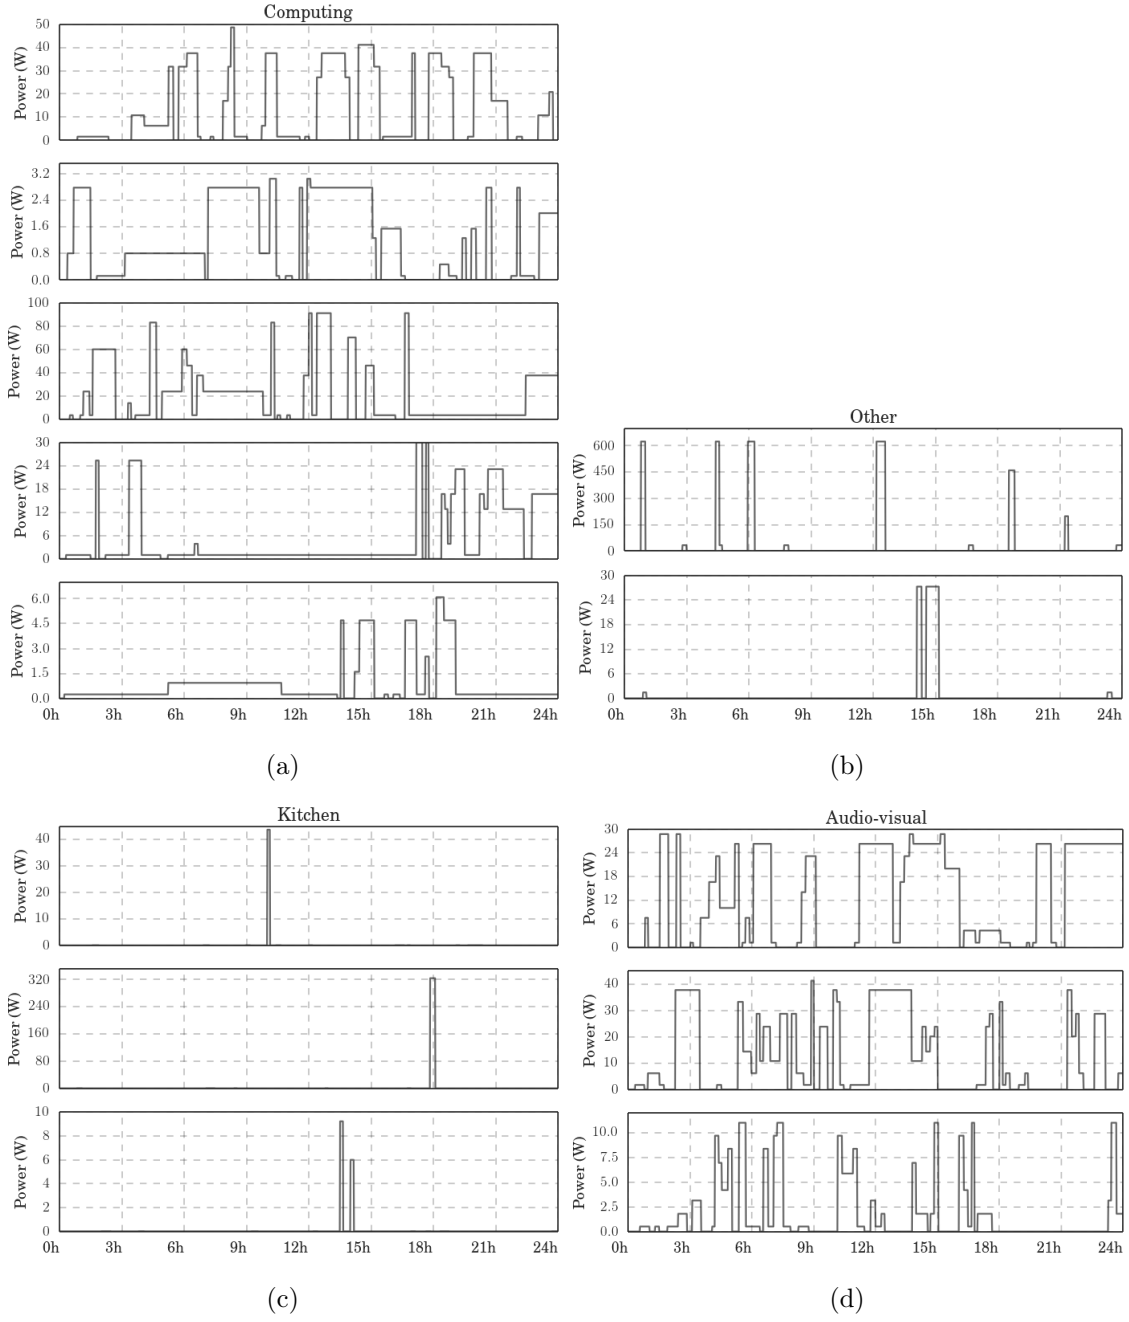 Computing
Power (W)
50
40
30
20
10
0
Power (W)
3.2
2.4
1.6
0.8
0.0
Power (W)
100
80
60
40
20
0
Power (W)
30
24
18
12
6
0
Power (W)
6.0
4.5
3.0
1.5
0.0
0h 3h 6h 9h 12h 15h 18h 21h 24h
(a)
Other
Power (W)
600
450
300
150
0
Power (W)
30
24
18
12
6
0
0h 3h 6h 9h 12h 15h 18h 21h 24h
(b)
Kitchen
Power (W)
40
30
20
10
0
Power (W)
320
240
160
80
0
Power (W)
10
8
6
4
2
0
0h 3h 6h 9h 12h 15h 18h 21h 24h
(c)
Audio-visual
Power (W)
30
24
18
12
6
0
Power (W)
40
30
20
10
0
Power (W)
10.0
7.5
5.0
2.5
0.0
0h 3h 6h 9h 12h 15h 18h 21h 24h
(d)